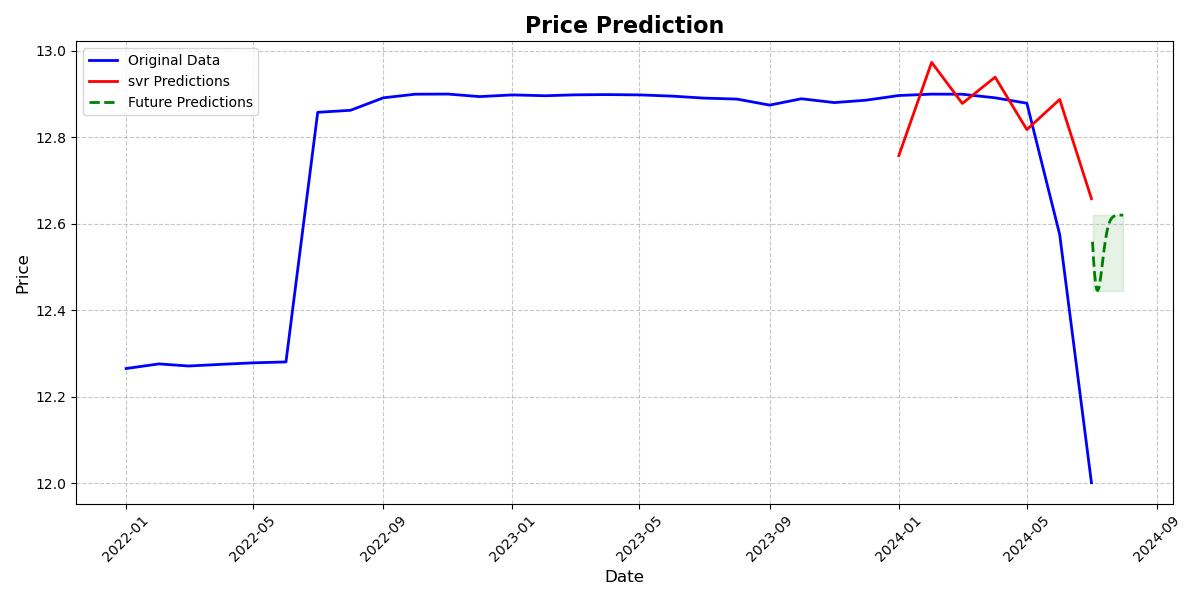 Price Prediction
Original Data
svr Predictions
Future Predictions
Price
13.0
12.8
12.6
12.4
12.2
12.0
2022-01
2022-05
2022-09
2023-01
2023-05
2023-09
2024-01
2024-05
2024-09
Date